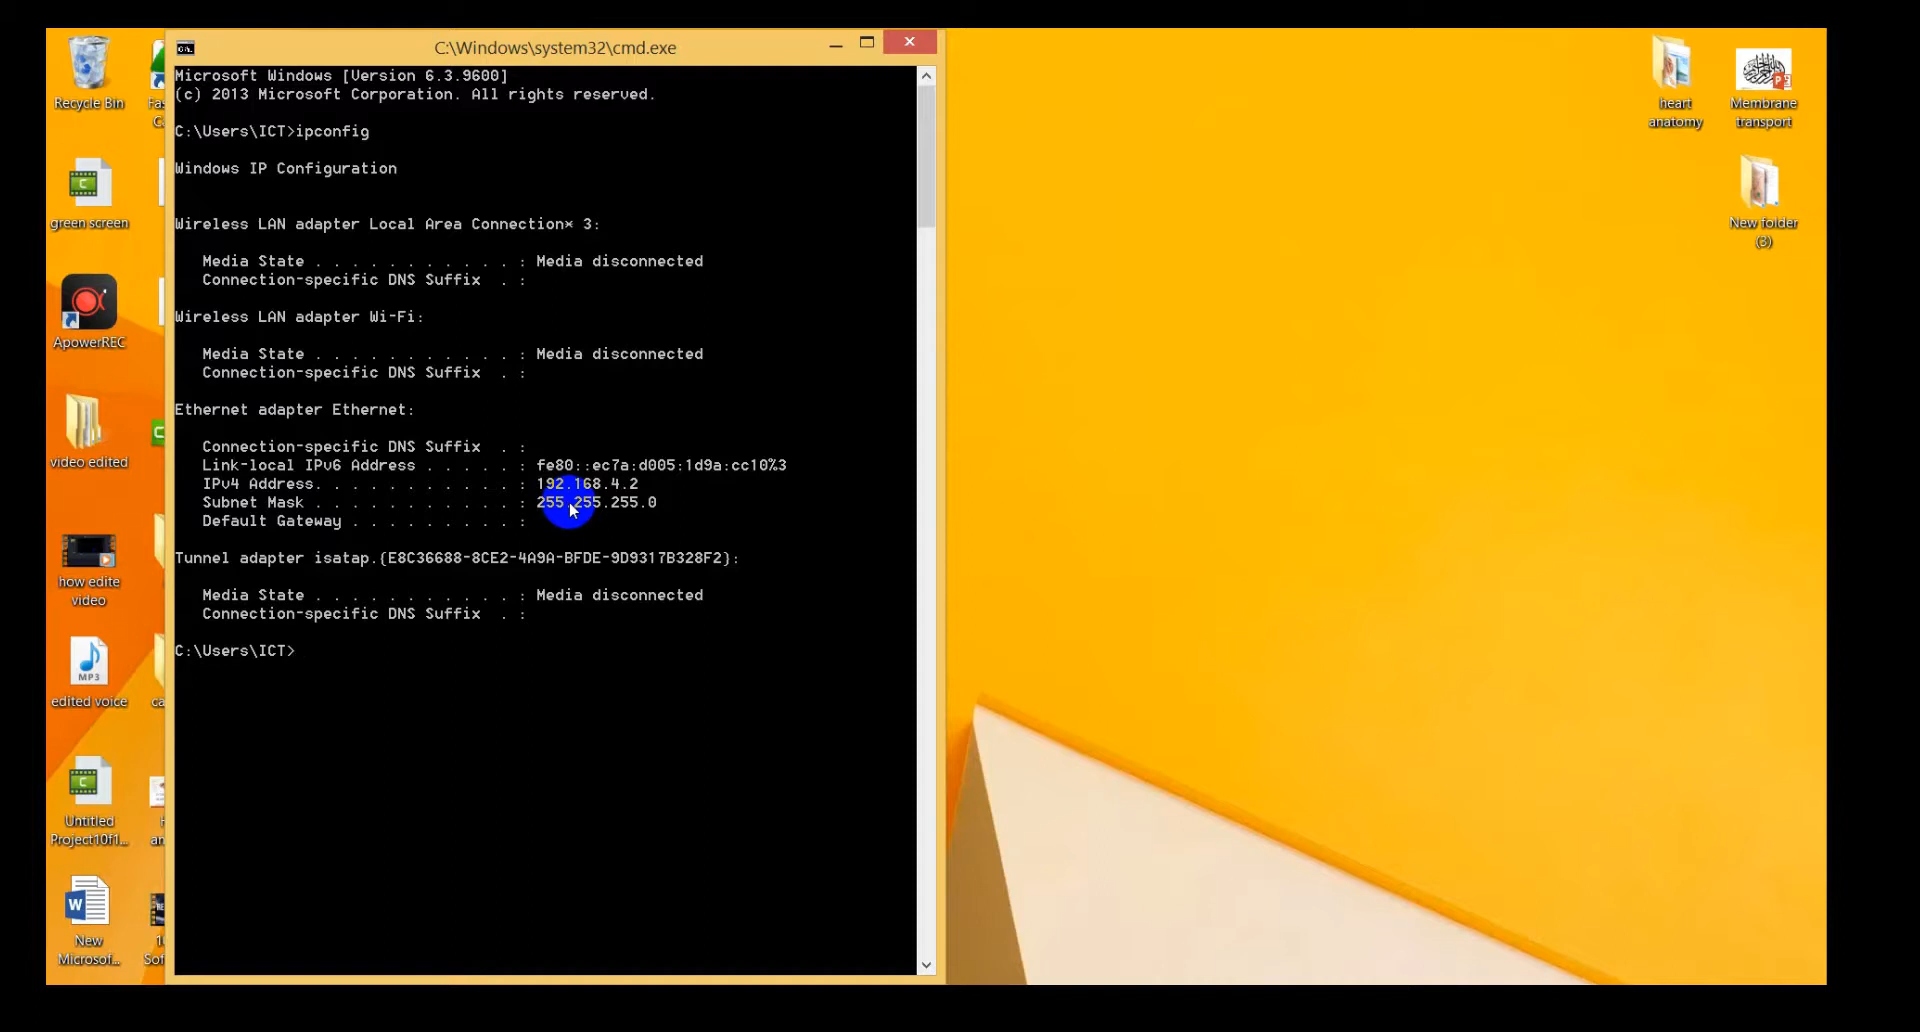 C:\Windows\system32\cmd.exe
Microsoft Windows [Version 6.3.9600]
(c) 2013 Microsoft Corporation. All rights reserved.
C:\Users\ICT>ipconfig
Windows IP Configuration
Wireless LAN adapter Local Area Connection* 3:
Media State . . . . . . . . . . . : Media disconnected
Connection-specific DNS Suffix  . :
Wireless LAN adapter Wi-Fi:
Media State . . . . . . . . . . . : Media disconnected
Connection-specific DNS Suffix  . :
Ethernet adapter Ethernet:
Connection-specific DNS Suffix  . :
Link-local IPv6 Address . . . . . : fe80::ec7a:d005:1d9a:cc10%3
IPv4 Address. . . . . . . . . . . : 192.168.4.2
Subnet Mask . . . . . . . . . . . : 255.255.255.0
Default Gateway . . . . . . . . . :
Tunnel adapter isatap.{E8C36688-8CE2-4A9A-BFDE-9D9317B328F2}:
Media State . . . . . . . . . . . : Media disconnected
Connection-specific DNS Suffix  . :
C:\Users\ICT>
Recycle Bin
green screen
ApowerREC
video edited
how edite
video
MP3
edited voice
Untitled
Project10f1...
New
Microsof...
heart
anatomy
Membrane
transport
New folder
(3)